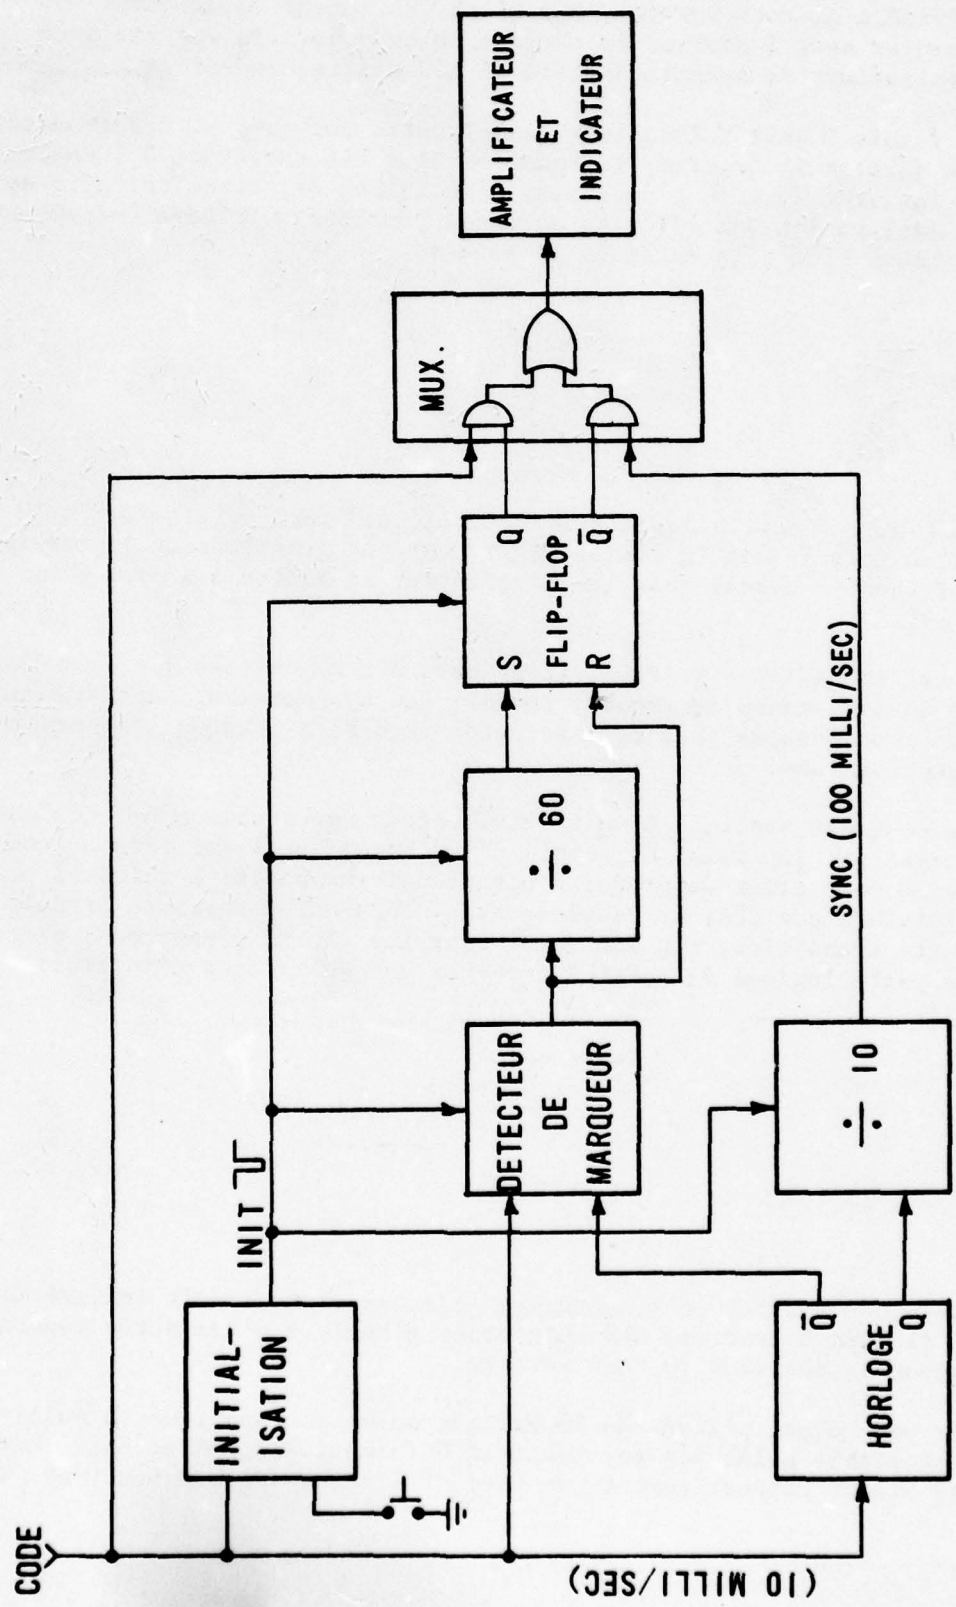 CODE
(10 MILLI/SEC)
INITIAL-
ISATION
INIT
HORLOGE
Q̅
Q
DETECTEUR
DE
MARQUEUR
÷ 10
÷ 60
SYNC (100 MILLI/SEC)
S
Q
FLIP-FLOP
R
Q̅
MUX.
AMPLIFICATEUR
ET
INDICATEUR